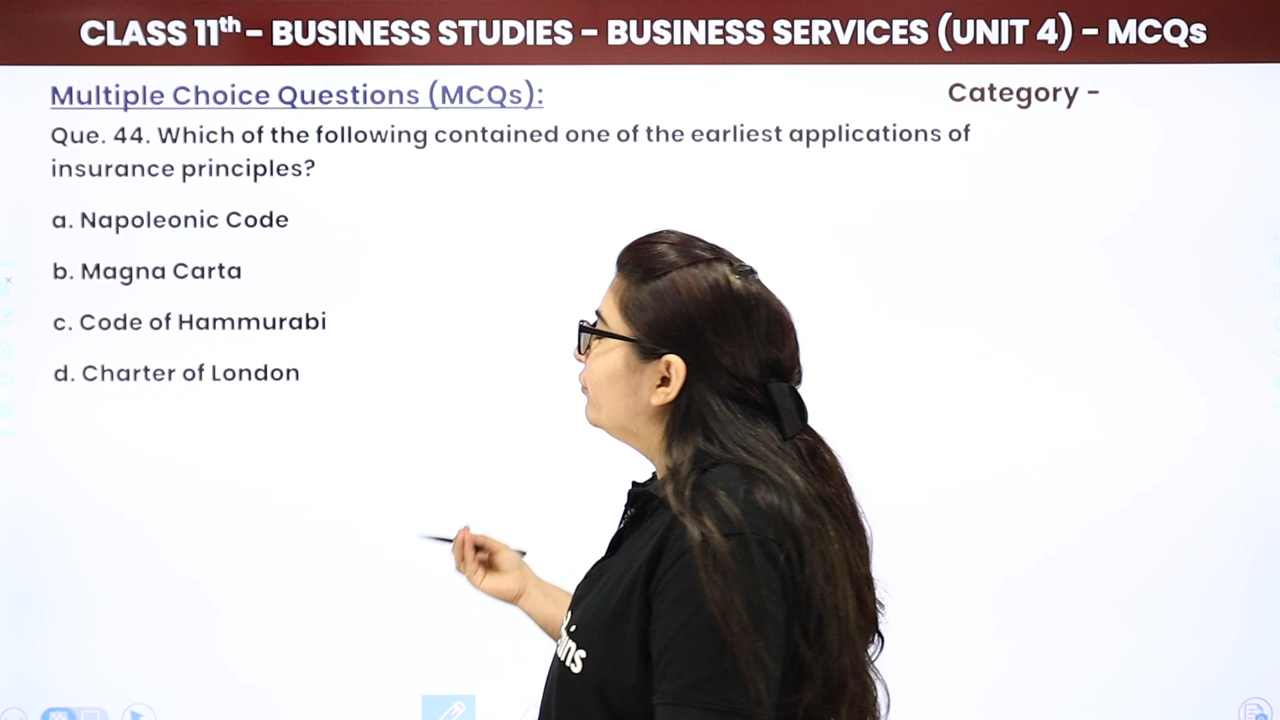 CLASS 11th – BUSINESS STUDIES – BUSINESS SERVICES (UNIT 4) – MCQs
Multiple Choice Questions (MCQs):
Category –
Que. 44. Which of the following contained one of the earliest applications of
insurance principles?
a. Napoleonic Code
b. Magna Carta
c. Code of Hammurabi
d. Charter of London